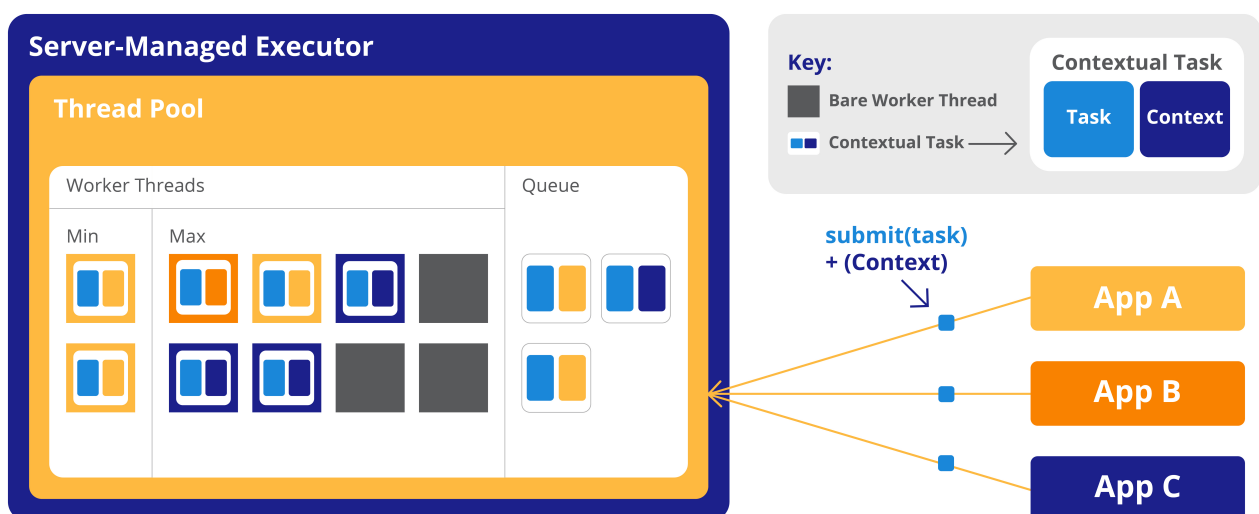 Server-Managed Executor
Thread Pool
Worker Threads
Queue
Min
Max
Key:
Bare Worker Thread
Contextual Task
Contextual Task
Task
Context
submit(task)
+ (Context)
App A
App B
App C